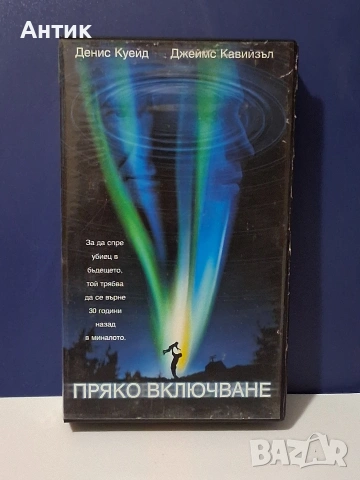 Антик
Денис Куейд Джеймс Кавийзъл
За да спре
убиец в
бъдещето,
той трябва
да се върне
30 години
назад
в миналото.
ПРЯКО ВКЛЮЧВАНЕ
BAZAR